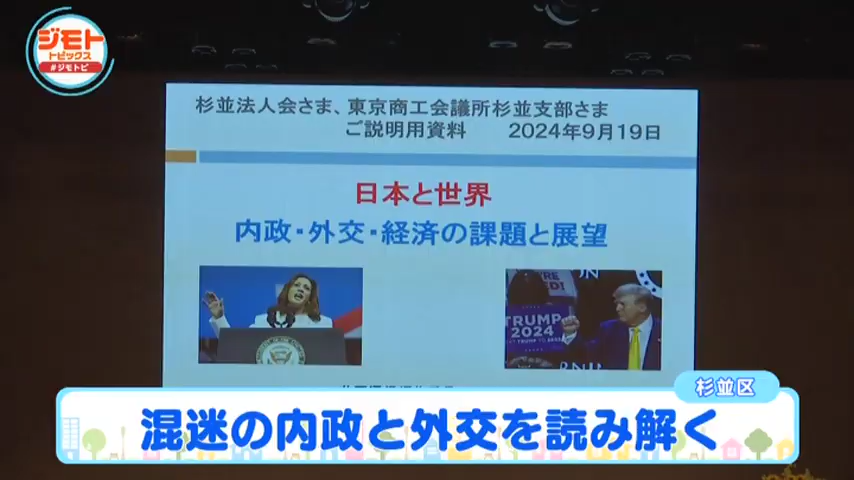 ジモト
トピックス
#ジモトピ
杉並法人会さま、東京商工会議所杉並支部さま
ご説明用資料 2024年9月19日
日本と世界
内政・外交・経済の課題と展望
TRUMP
2024
杉並区
混迷の内政と外交を読み解く